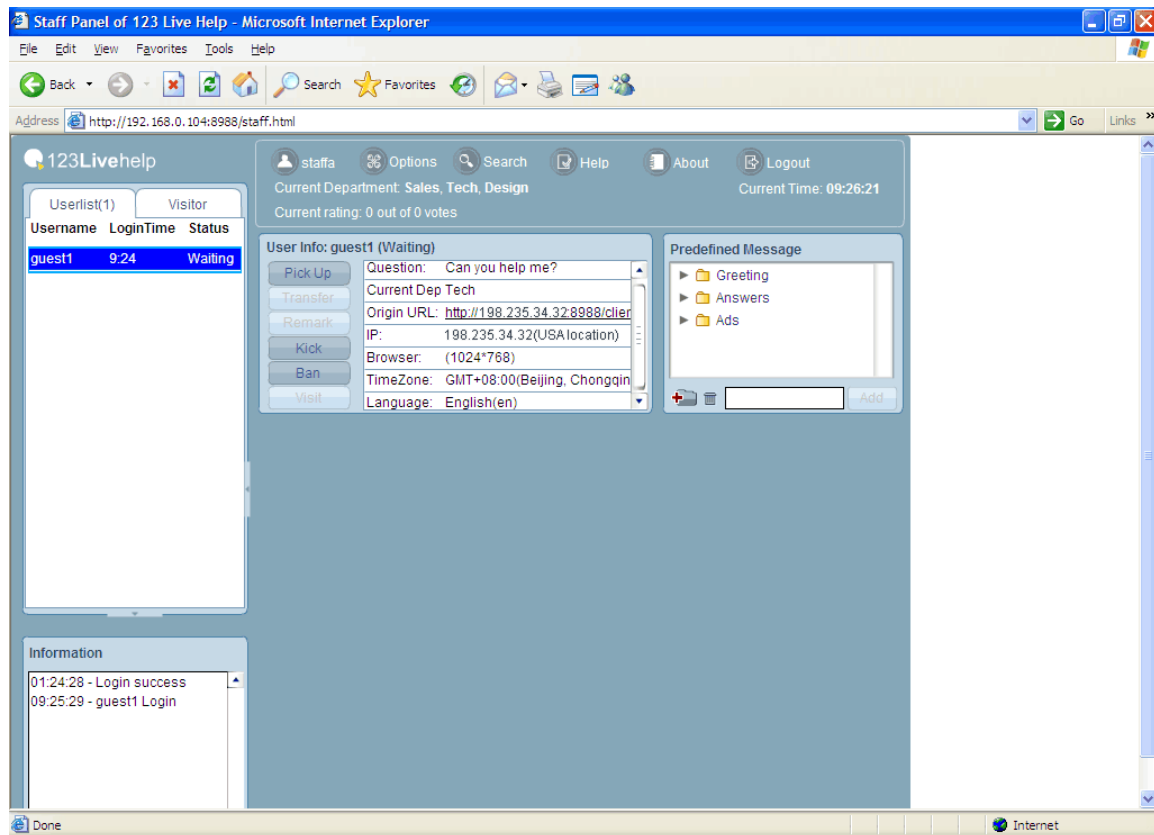 Staff Panel of 123 Live Help - Microsoft Internet Explorer
File Edit View Favorites Tools Help
Back Search Favorites
Address http://192.168.0.104:8988/staff.html Go Links »
123Livehelp
staffa Options Search Help About Logout
Current Department: Sales, Tech, Design Current Time: 09:26:21
Current rating: 0 out of 0 votes
Userlist(1) Visitor
Username LoginTime Status
guest1 9:24 Waiting
User Info: guest1 (Waiting)
Pick Up
Transfer
Remark
Kick
Ban
Visit
Question: Can you help me?
Current Dep Tech
Origin URL: http://198.235.34.32:8988/clier
IP: 198.235.34.32(USA location)
Browser: (1024*768)
TimeZone: GMT+08:00(Beijing, Chongqin
Language: English(en)
Predefined Message
Greeting
Answers
Ads
Add
Information
01:24:28 - Login success
09:25:29 - guest1 Login
Done Internet